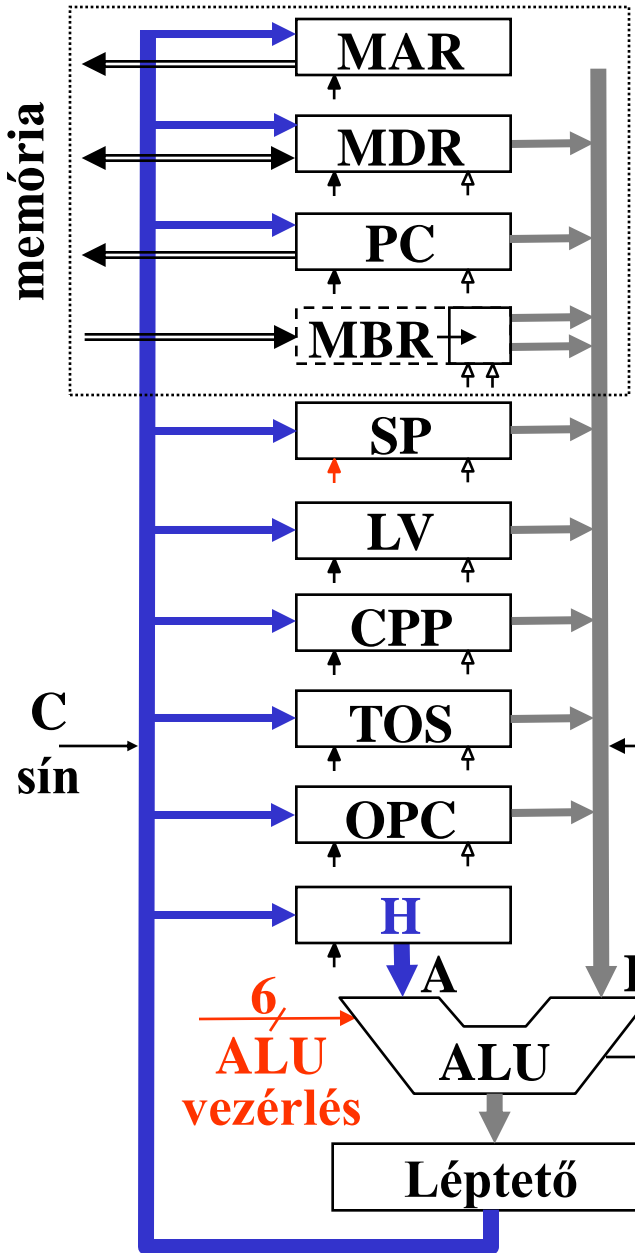 memória
MAR
MDR
PC
MBR
SP
LV
CPP
TOS
C
sín
OPC
H
A
6
ALU
vezérlés
ALU
Léptető